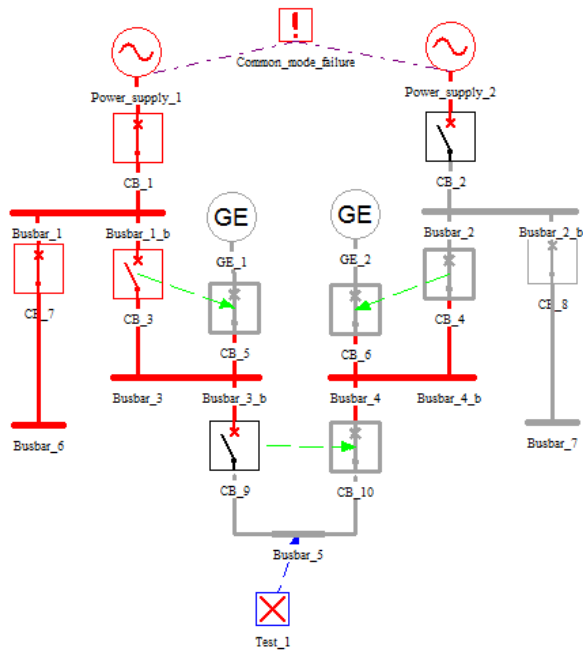 !
Common_mode_failure
Power_supply_1
Power_supply_2
CB_1
CB_2
Busbar_1
Busbar_1_b
GE
GE
Busbar_2
Busbar_2_b
GE_1
GE_2
CB_7
CB_3
CB_4
CB_8
CB_5
CB_6
Busbar_3
Busbar_3_b
Busbar_4
Busbar_4_b
Busbar_6
Busbar_7
CB_9
CB_10
Busbar_5
Test_1